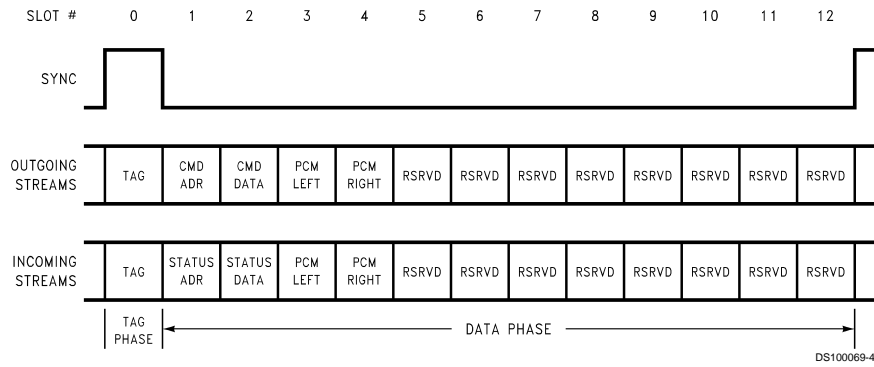 SLOT # 0 1 2 3 4 5 6 7 8 9 10 11 12
SYNC
OUTGOING STREAMS TAG CMD ADR CMD DATA PCM LEFT PCM RIGHT RSRVD RSRVD RSRVD RSRVD RSRVD RSRVD RSRVD RSRVD
INCOMING STREAMS TAG STATUS ADR STATUS DATA PCM LEFT PCM RIGHT RSRVD RSRVD RSRVD RSRVD RSRVD RSRVD RSRVD RSRVD
TAG PHASE DATA PHASE
DS100069-4